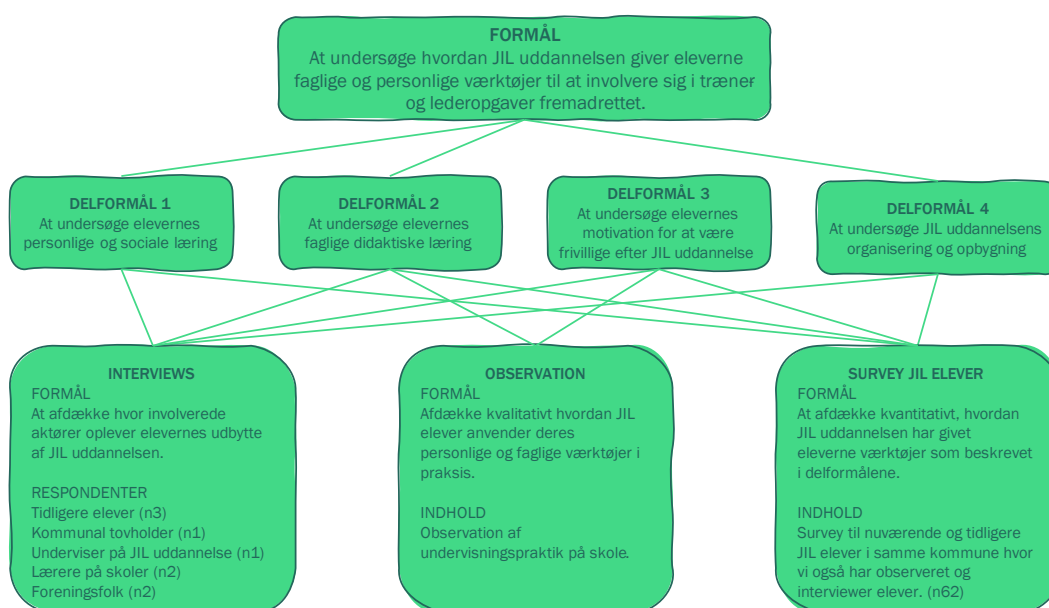 FORMÅL
At undersøge hvordan JIL uddannelsen giver eleverne
faglige og personlige værktøjer til at involvere sig i træner-
og lederopgaver fremadrettet.
DELFORMÅL 1
At undersøge elevernes
personlige og sociale læring
DELFORMÅL 2
At undersøge elevernes
faglige didaktiske læring
DELFORMÅL 3
At undersøge elevernes
motivation for at være
frivillige efter JIL uddannelse
DELFORMÅL 4
At undersøge JIL uddannelsens
organisering og opbygning
INTERVIEWS
FORMÅL
At afdække hvor involverede
aktører oplever elevernes udbytte
af JIL uddannelsen.
RESPONDENTER
Tidligere elever (n3)
Kommunal tovholder (n1)
Underviser på JIL uddannelse (n1)
Lærere på skoler (n2)
Foreningsfolk (n2)
OBSERVATION
FORMÅL
Afdække kvalitativt hvordan JIL
elever anvender deres
personlige og faglige værktøjer i
praksis.
INDHOLD
Observation af
undervisningspraktik på skole.
SURVEY JIL ELEVER
FORMÅL
At afdække kvantitativt, hvordan
JIL uddannelsen har givet
eleverne værktøjer som beskrevet
i delformålene.
INDHOLD
Survey til nuværende og tidligere
JIL elever i samme kommune hvor
vi også har observeret og
interviewer elever. (n62)